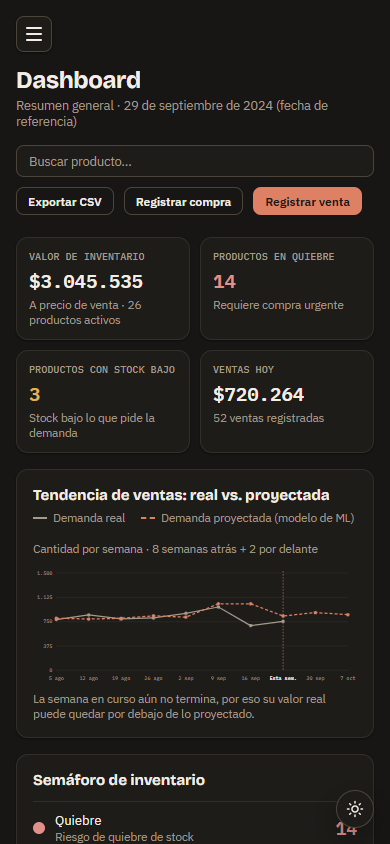 Dashboard
Resumen general · 29 de septiembre de 2024 (fecha de
referencia)
Buscar producto...
Exportar CSV
Registrar compra
Registrar venta
VALOR DE INVENTARIO
$3.045.535
A precio de venta · 26
productos activos
PRODUCTOS EN QUIEBRE
14
Requiere compra urgente
PRODUCTOS CON STOCK BAJO
3
Stock bajo lo que pide la
demanda
VENTAS HOY
$720.264
52 ventas registradas
Tendencia de ventas: real vs. proyectada
Demanda real
Demanda proyectada (modelo de ML)
Cantidad por semana · 8 semanas atrás + 2 por delante
1.500
1.125
750
375
0
5 ago
12 ago
19 ago
26 ago
2 sep
9 sep
16 sep
Esta sem.
30 sep
7 oct
La semana en curso aún no termina, por eso su valor real
puede quedar por debajo de lo proyectado.
Semáforo de inventario
Quiebre
14
Riesgo de quiebre de stock